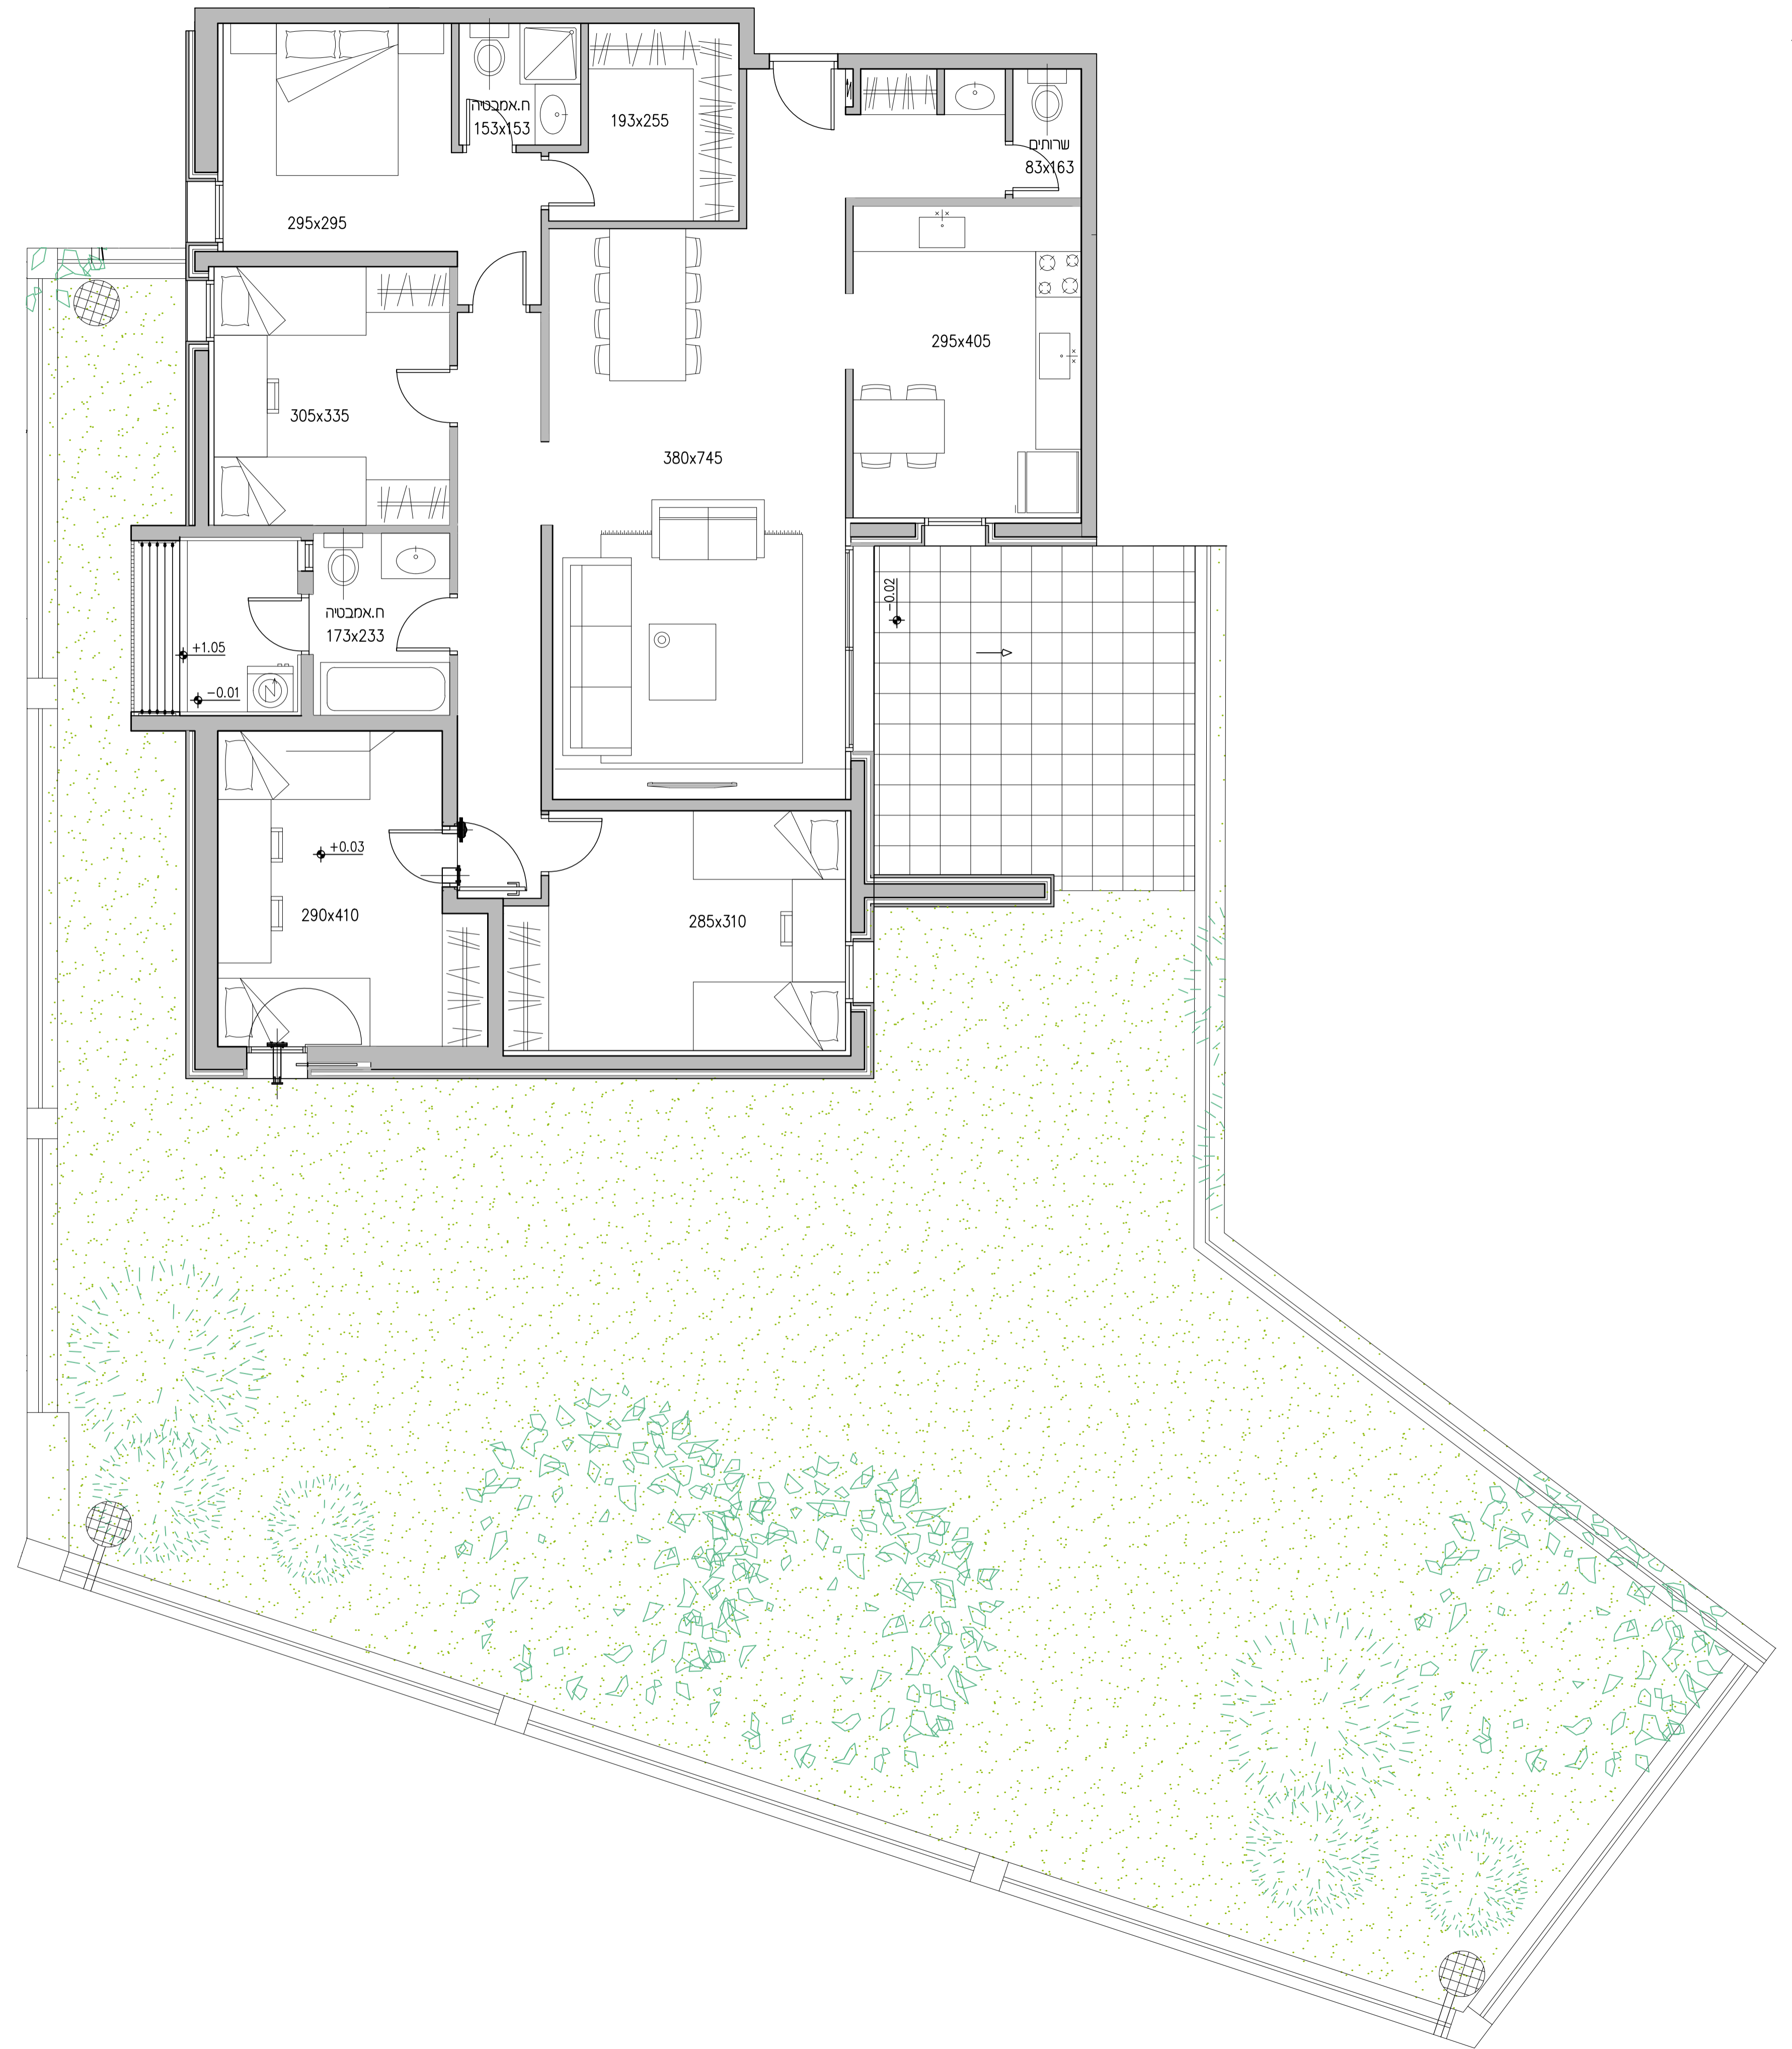 ח.אמבטיה
153x153
193x255
שרותים
83x163
295x295
295x405
305x335
380x745
-0.02
ח.אמבטיה
173x233
+1.05
-0.01
+0.03
290x410
285x310